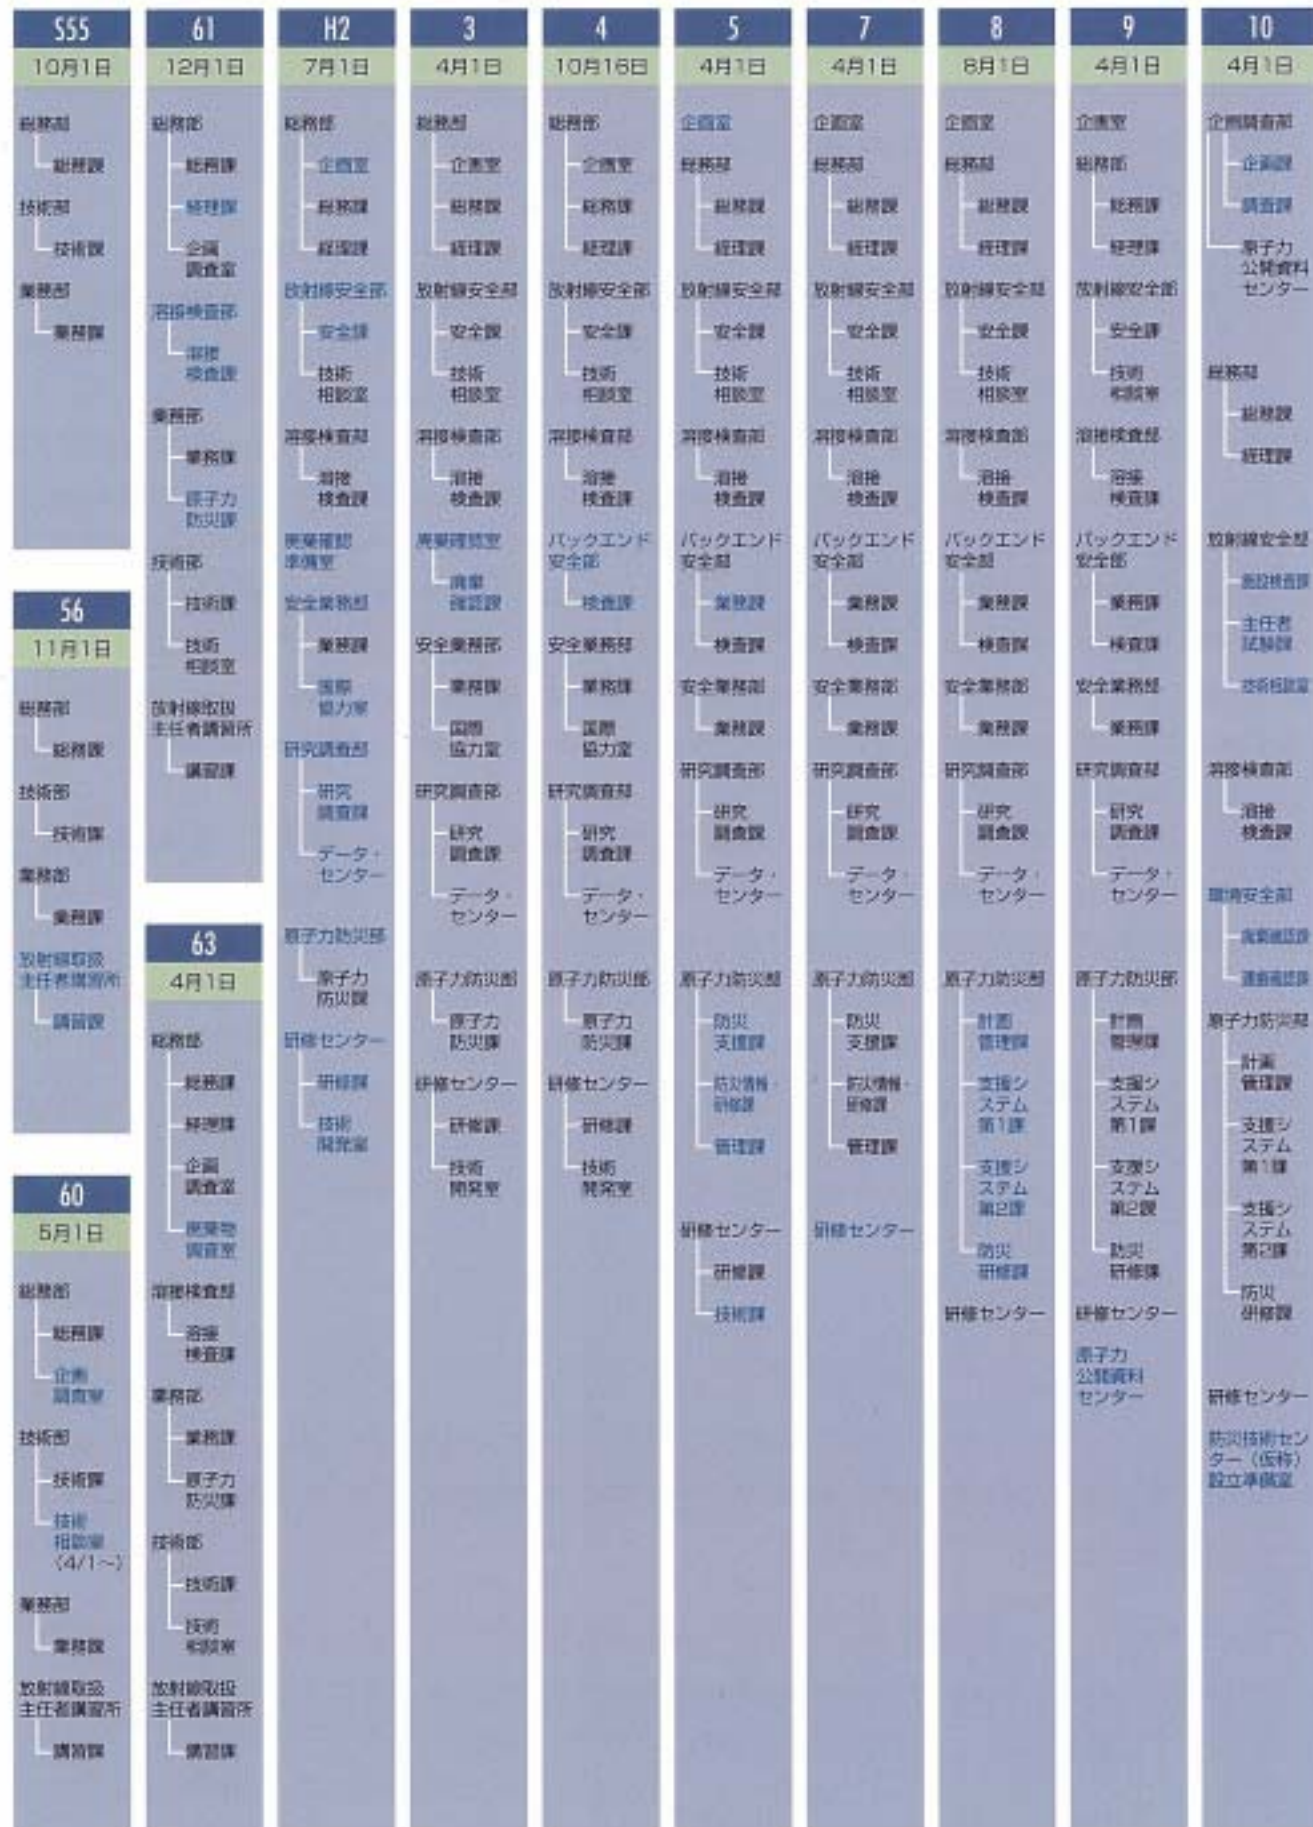 S55
10月1日
総務部
総務課
技術部
技術課
業務部
業務課
56
11月1日
総務部
総務課
技術部
技術課
業務部
業務課
放射線取扱
主任者講習所
講習課
60
5月1日
総務部
総務課
企画
調査室
技術部
技術課
技術
相談室
(4/1～)
業務部
業務課
放射線取扱
主任者講習所
講習課
61
12月1日
総務部
総務課
経理課
企画
調査室
溶接検査部
溶接
検査課
業務部
業務課
原子力
防災課
技術部
技術課
技術
相談室
放射線取扱
主任者講習所
講習課
63
4月1日
総務部
総務課
経理課
企画
調査室
廃棄物
調査室
溶接検査部
溶接
検査課
業務部
業務課
原子力
防災課
技術部
技術課
技術
相談室
放射線取扱
主任者講習所
講習課
H2
7月1日
総務部
企画室
総務課
経理課
放射線安全部
安全課
技術
相談室
溶接検査部
溶接
検査課
廃棄確認
準備室
安全業務部
業務課
国際
協力室
研究調査部
研究
調査課
データ・
センター
原子力防災部
原子力
防災課
研修センター
研修課
技術
開発室
3
4月1日
総務部
企画室
総務課
経理課
放射線安全部
安全課
技術
相談室
溶接検査部
溶接
検査課
廃棄確認室
廃棄
確認課
安全業務部
業務課
国際
協力室
研究調査部
研究
調査課
データ・
センター
原子力防災部
原子力
防災課
研修センター
研修課
技術
開発室
4
10月16日
総務部
企画室
総務課
経理課
放射線安全部
安全課
技術
相談室
溶接検査部
溶接
検査課
バックエンド
安全部
検査課
安全業務部
業務課
国際
協力室
研究調査部
研究
調査課
データ・
センター
原子力防災部
原子力
防災課
研修センター
研修課
技術
開発室
5
4月1日
企画室
総務部
総務課
経理課
放射線安全部
安全課
技術
相談室
溶接検査部
溶接
検査課
バックエンド
安全部
業務課
検査課
安全業務部
業務課
研究調査部
研究
調査課
データ・
センター
原子力防災部
防災
支援課
防災情報・
研修課
管理課
研修センター
研修課
技術課
7
4月1日
企画室
総務部
総務課
経理課
放射線安全部
安全課
技術
相談室
溶接検査部
溶接
検査課
バックエンド
安全部
業務課
検査課
安全業務部
業務課
研究調査部
研究
調査課
データ・
センター
原子力防災部
防災
支援課
防災情報・
研修課
管理課
研修センター
8
8月1日
企画室
総務部
総務課
経理課
放射線安全部
安全課
技術
相談室
溶接検査部
溶接
検査課
バックエンド
安全部
業務課
検査課
安全業務部
業務課
研究調査部
研究
調査課
データ・
センター
原子力防災部
計画
管理課
支援シ
ステム
第1課
支援シ
ステム
第2課
防災
研修課
研修センター
9
4月1日
企画室
総務部
総務課
経理課
放射線安全部
安全課
技術
相談室
溶接検査部
溶接
検査課
バックエンド
安全部
業務課
検査課
安全業務部
業務課
研究調査部
研究
調査課
データ・
センター
原子力防災部
計画
管理課
支援シ
ステム
第1課
支援シ
ステム
第2課
防災
研修課
研修センター
原子力
公開資料
センター
10
4月1日
企画調査部
企画課
調査課
原子力
公開資料
センター
総務部
総務課
経理課
放射線安全部
施設検査課
主任者
試験課
技術相談室
溶接検査部
溶接
検査課
環境安全部
廃棄確認課
運搬確認課
原子力防災部
計画
管理課
支援シ
ステム
第1課
支援シ
ステム
第2課
防災
研修課
研修センター
防災技術セン
ター（仮称）
設立準備室